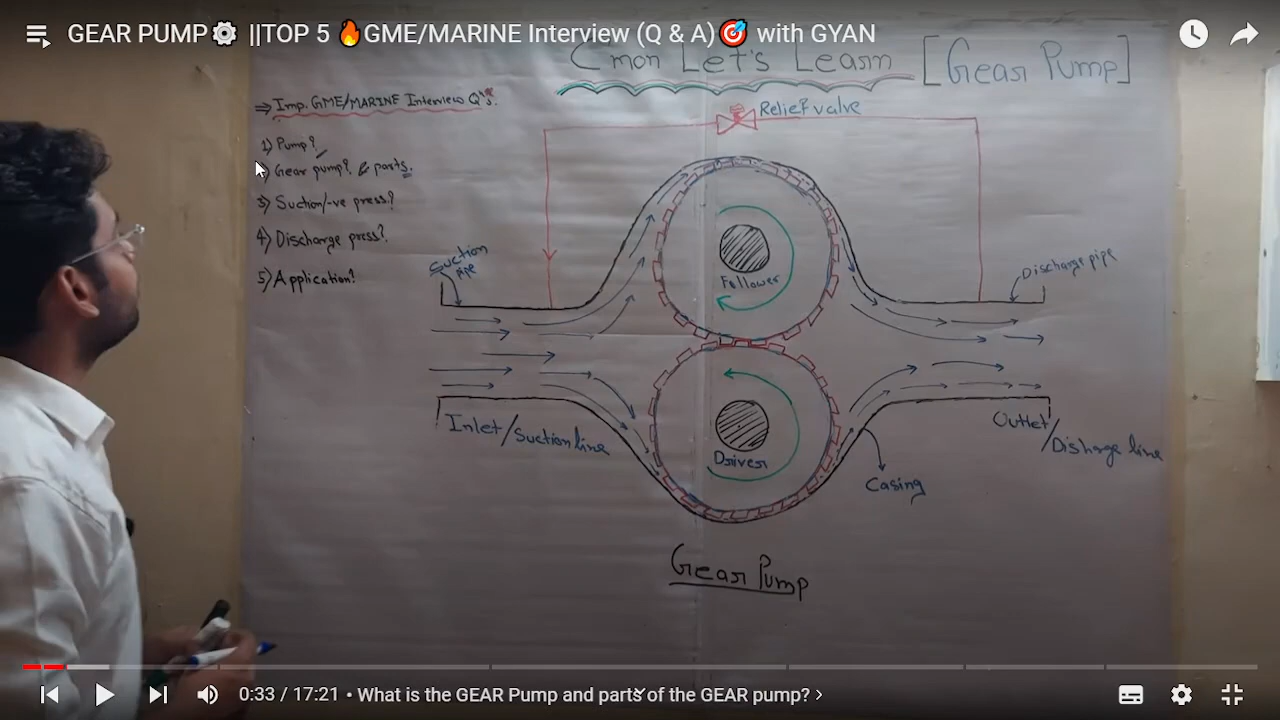 GEAR PUMP⚙️ ||TOP 5 🔥GME/MARINE Interview (Q & A)🎯 with GYAN
C'mon Let's Learn [Gear Pump]
⇒ Imp. GME/MARINE Interview Q's.
1) Pump?
2) Gear pump? & parts.
3) Suction/-ve press.?
4) Discharge press.?
5) Application?
Relief valve
Suction
pipe
Discharge pipe
Follower
Driver
Inlet/Suction line
Outlet/Disharge line
Casing
Gear Pump
0:33 / 17:21 • What is the GEAR Pump and parts of the GEAR pump? >